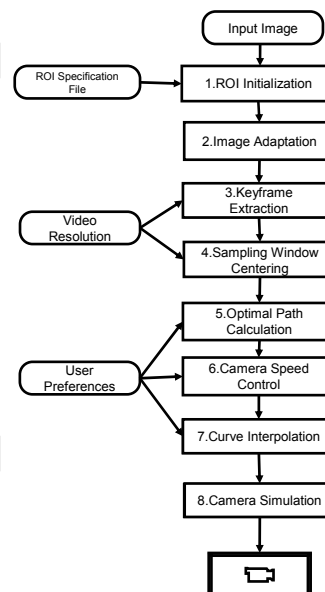 Input Image
ROI Specification
File
1.ROI Initialization
2.Image Adaptation
3.Keyframe
Extraction
Video
Resolution
4.Sampling Window
Centering
5.Optimal Path
Calculation
User
Preferences
6.Camera Speed
Control
7.Curve Interpolation
8.Camera Simulation